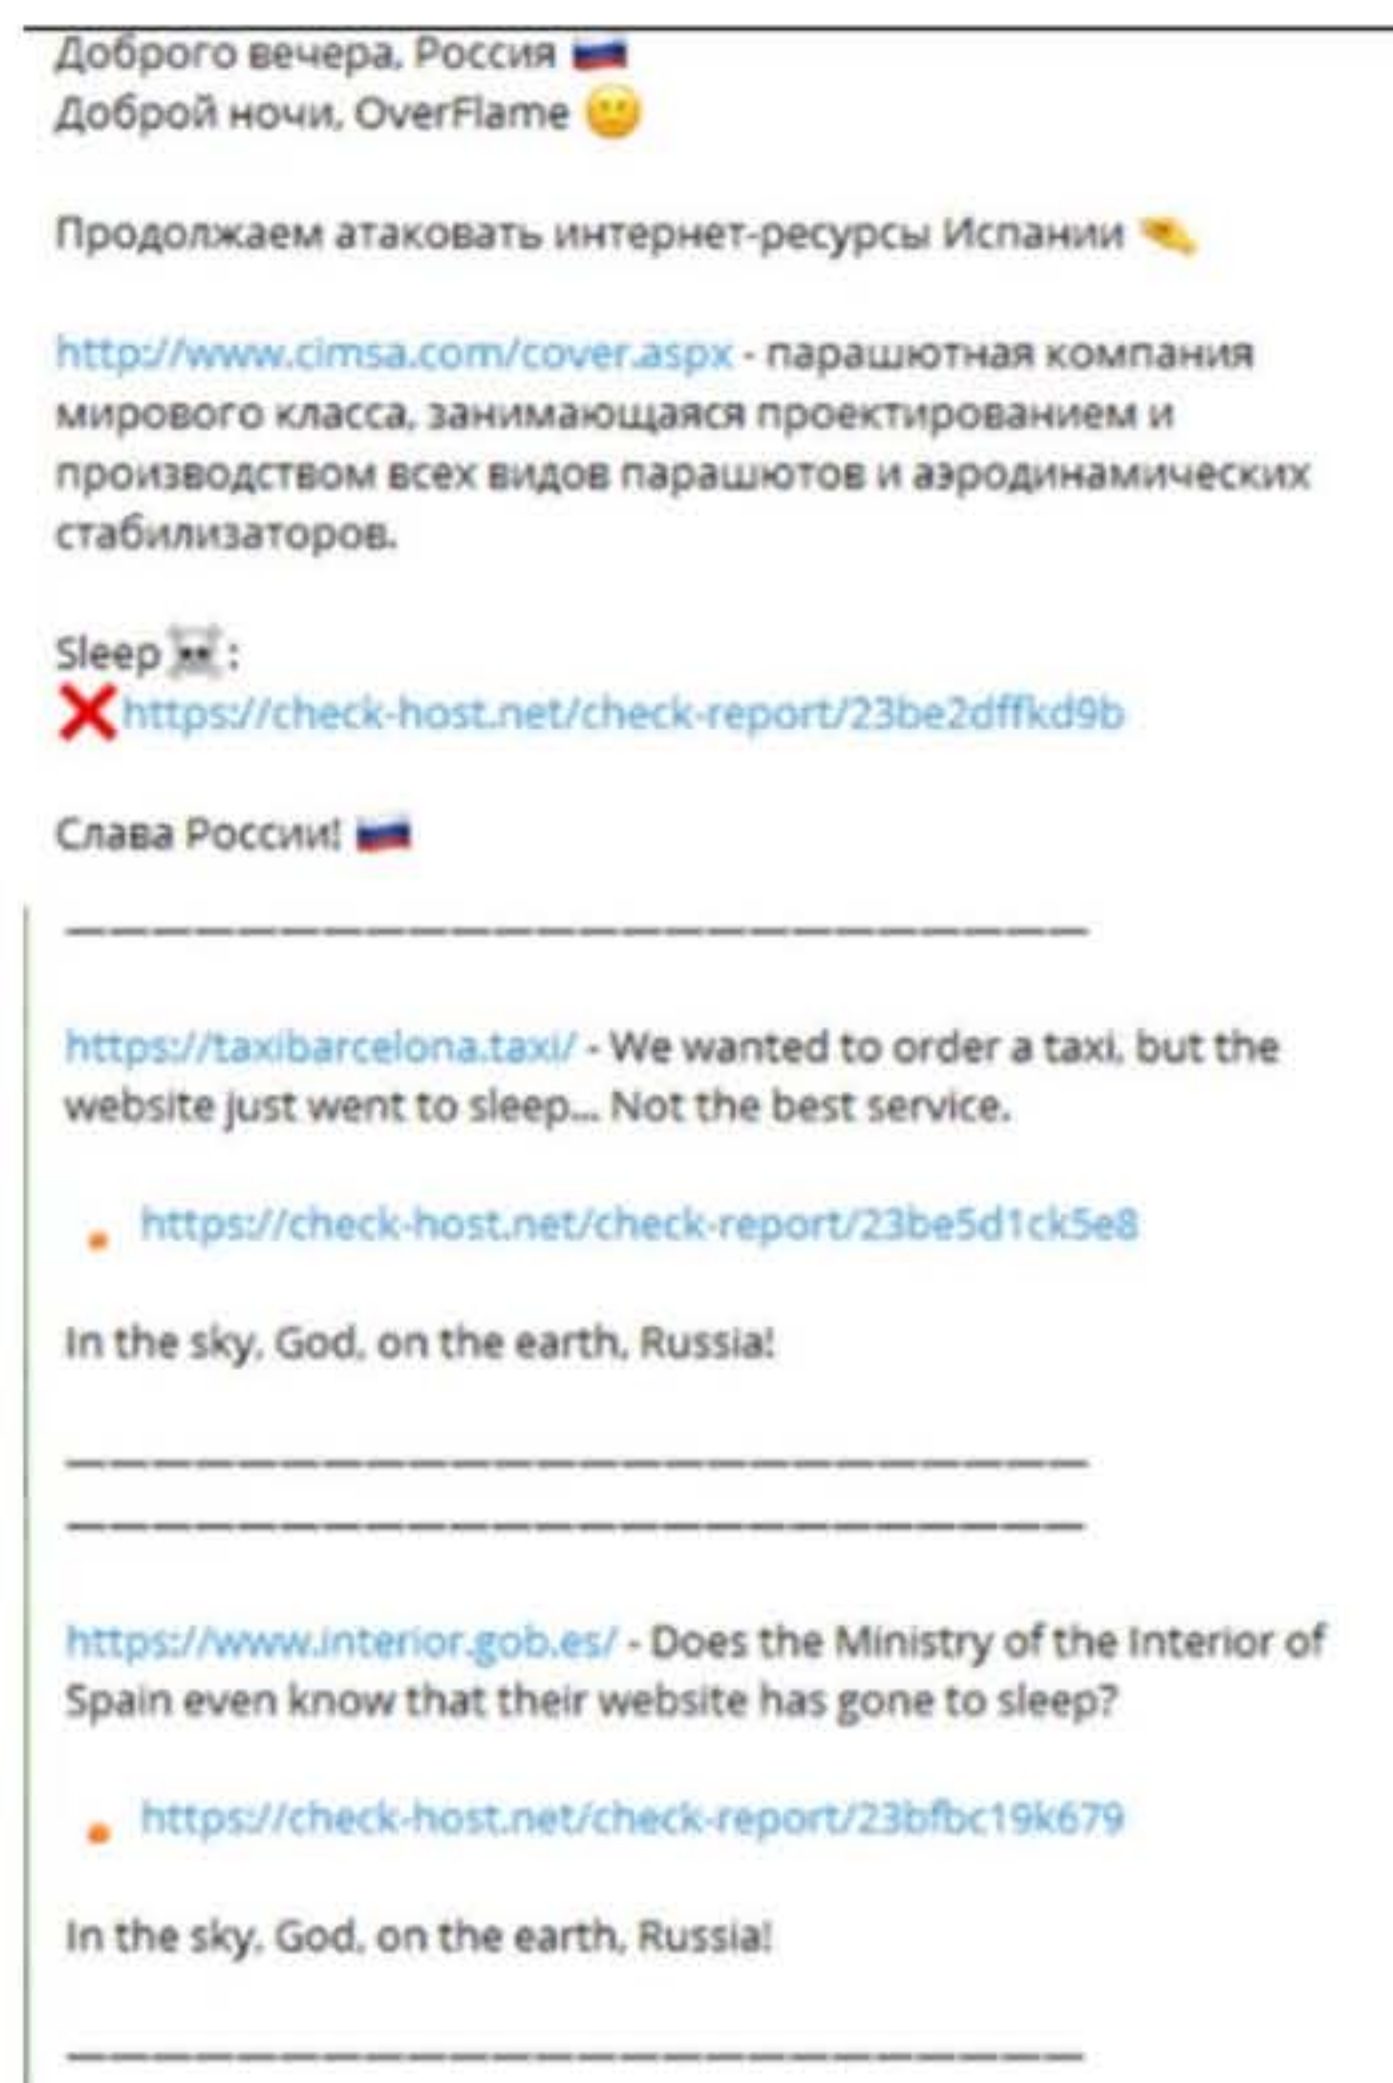 Доброго вечера, Россия 🇷🇺
Доброй ночи, OverFlame 🙂
Продолжаем атаковать интернет-ресурсы Испании 🤜
http://www.cimsa.com/cover.aspx - парашютная компания
мирового класса, занимающаяся проектированием и
производством всех видов парашютов и аэродинамических
стабилизаторов.
Sleep ☠️:
❌https://check-host.net/check-report/23be2dffkd9b
Слава России! 🇷🇺
————————————————————————
https://taxibarcelona.taxi/ - We wanted to order a taxi, but the
website just went to sleep... Not the best service.
https://check-host.net/check-report/23be5d1ck5e8
In the sky, God, on the earth, Russia!
————————————————————————
————————————————————————
https://www.interior.gob.es/ - Does the Ministry of the Interior of
Spain even know that their website has gone to sleep?
https://check-host.net/check-report/23bfbc19k679
In the sky, God, on the earth, Russia!
————————————————————————